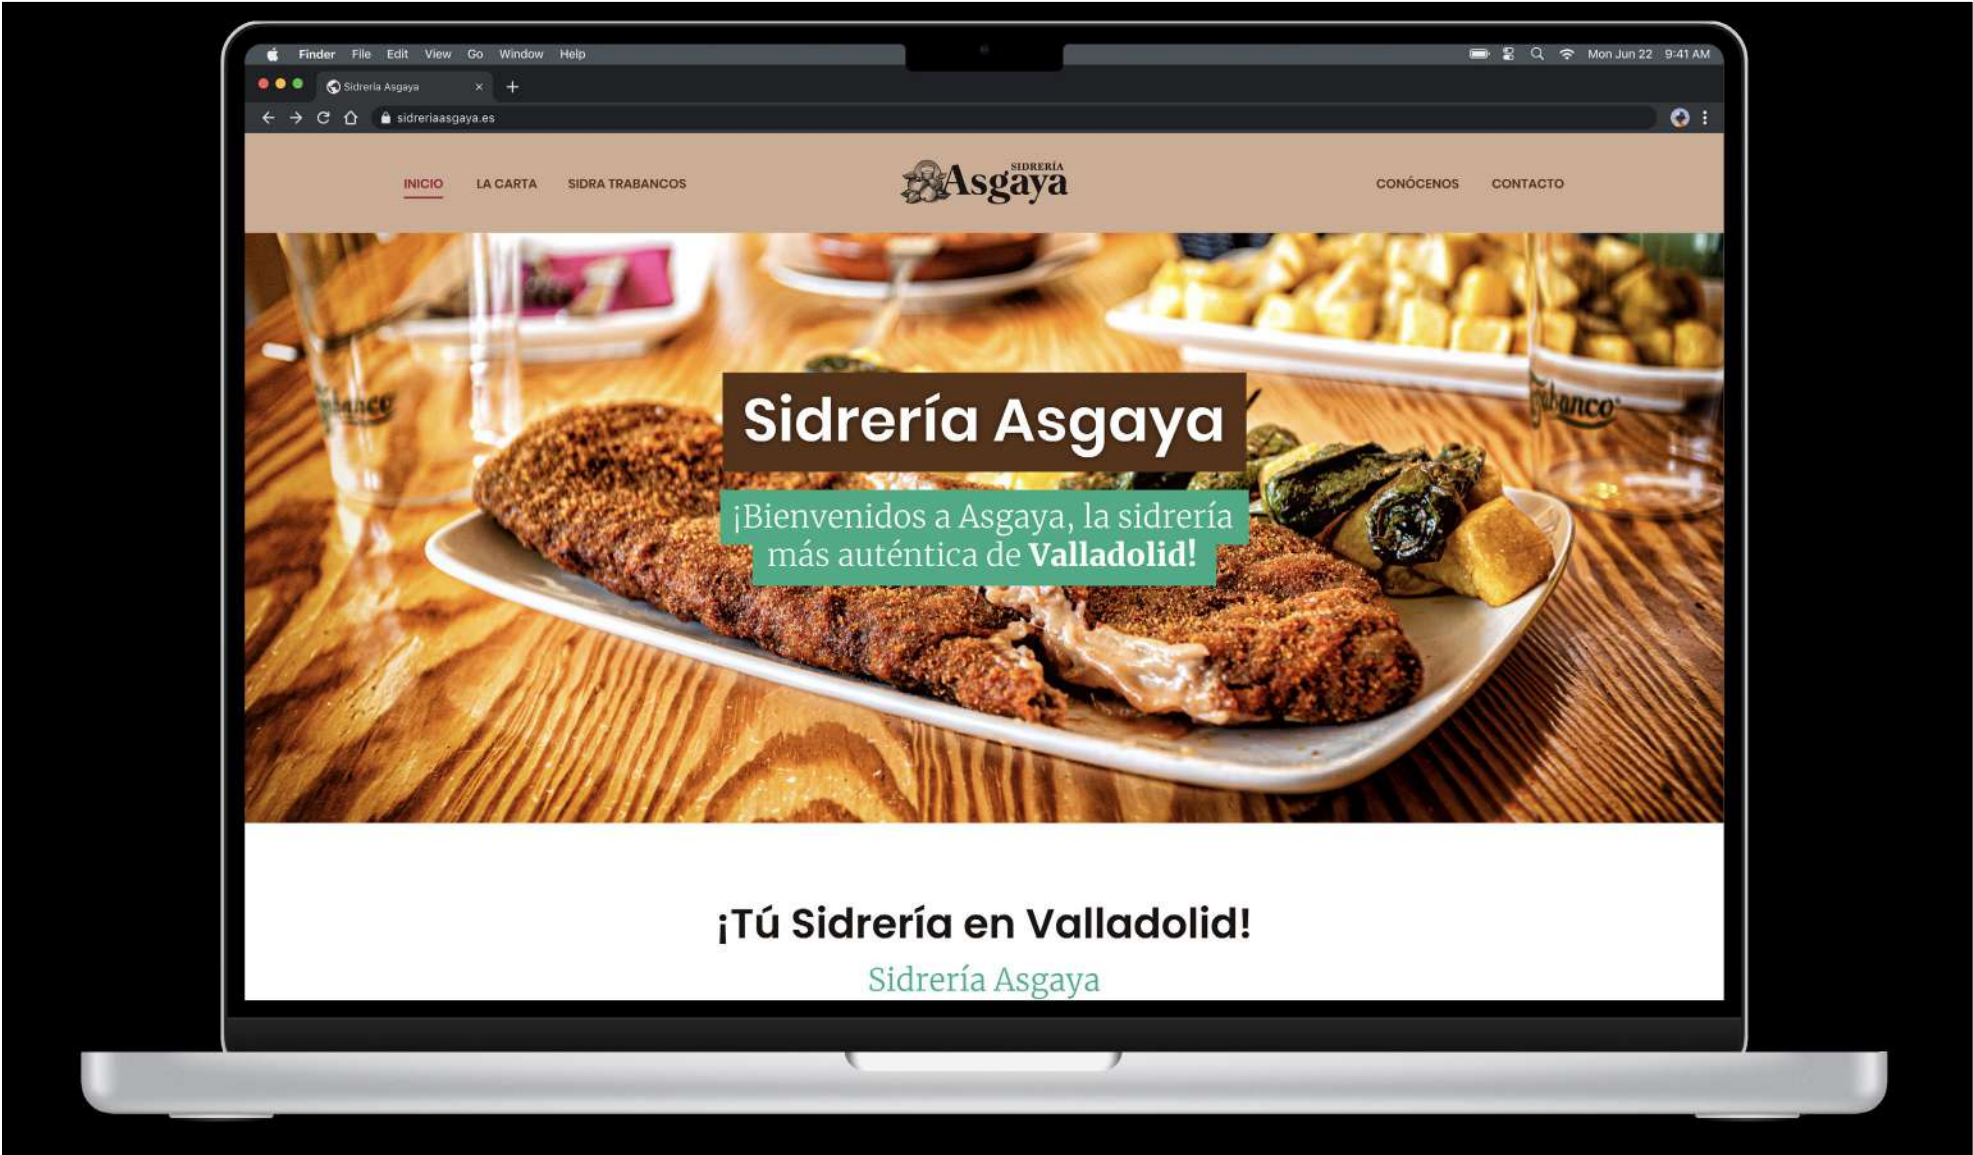 Finder File Edit View Go Window Help
Mon Jun 22 9:41 AM
Sidrería Asgaya
sidreriaasgaya.es
INICIO LA CARTA SIDRA TRABANCOS
SIDRERÍA
Asgaya
CONÓCENOS CONTACTO
Sidrería Asgaya
¡Bienvenidos a Asgaya, la sidrería
más auténtica de Valladolid!
¡Tú Sidrería en Valladolid!
Sidrería Asgaya